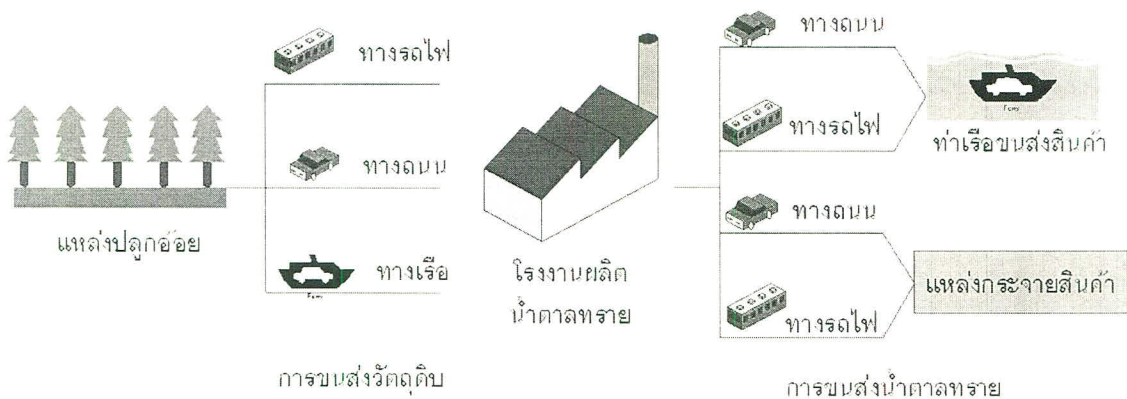 ทางรถไฟ
ทางถนน
ทางเรือ
Ferry
แหล่งปลูกอ้อย
การขนส่งวัตถุดิบ
โรงงานผลิต
น้ำตาลทราย
ทางถนน
ทางรถไฟ
Ferry
ท่าเรือขนส่งสินค้า
ทางถนน
ทางรถไฟ
แหล่งกระจายสินค้า
การขนส่งน้ำตาลทราย